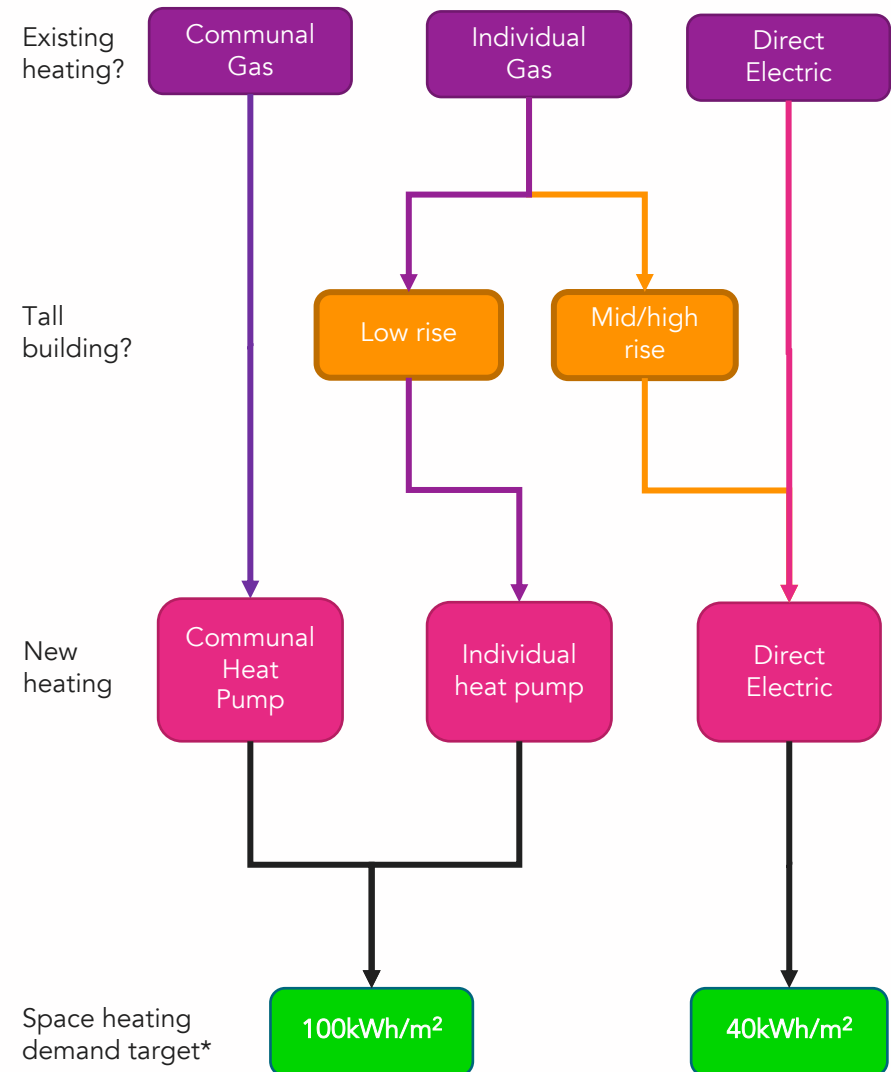 Existing
heating?
Communal
Gas
Individual
Gas
Direct
Electric
Tall
building?
Low rise
Mid/high
rise
New
heating
Communal
Heat
Pump
Individual
heat pump
Direct
Electric
Space heating
demand target*
100kWh/m²
40kWh/m²